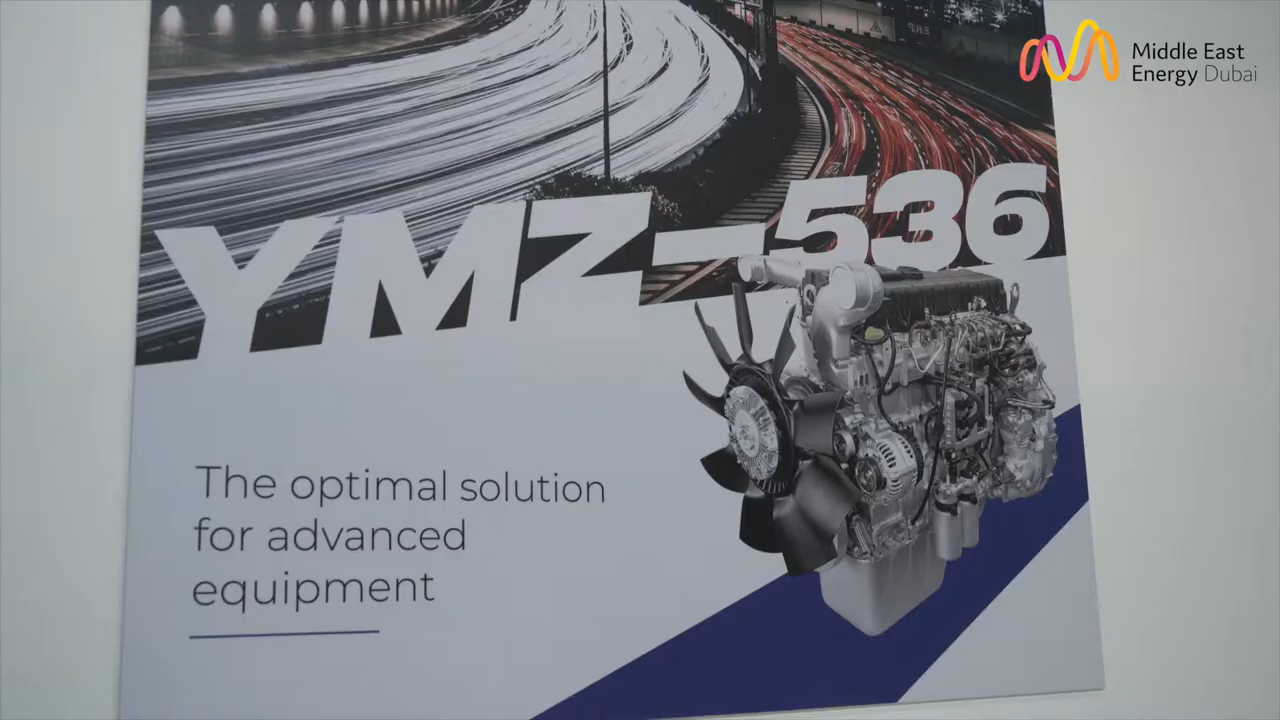 Middle East
Energy Dubai
YMZ-536
The optimal solution
for advanced
equipment